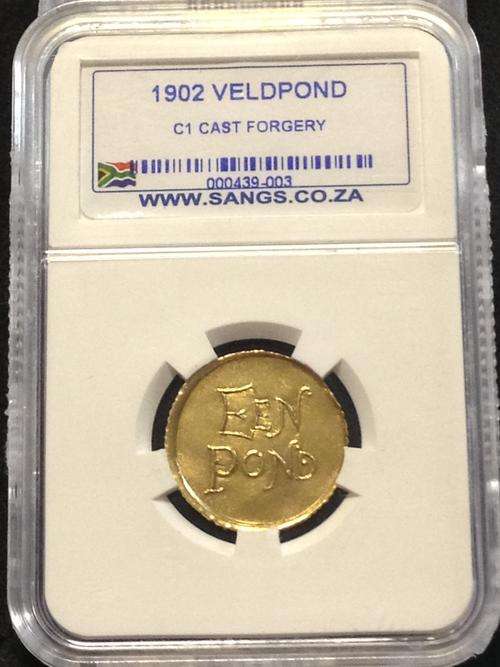 1902 VELDPOND
C1 CAST FORGERY
000439-003
WWW.SANGS.CO.ZA
EEN
POND